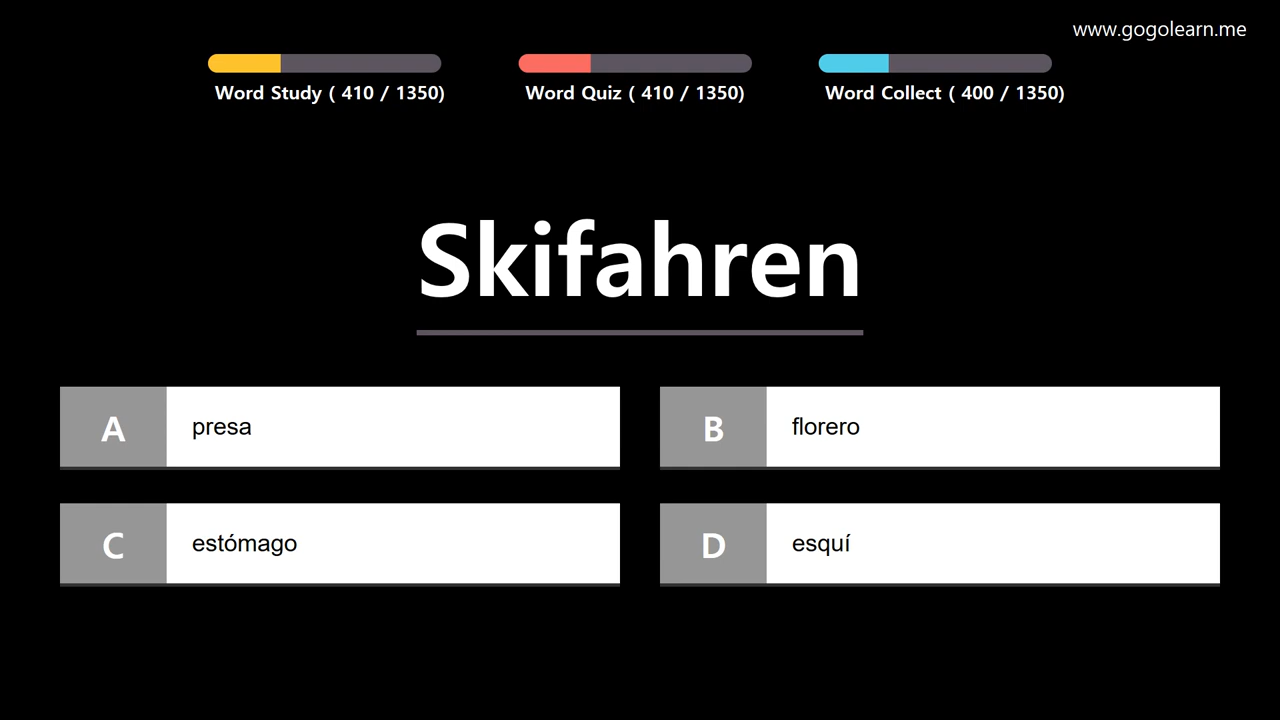 www.gogolearn.me
Word Study ( 410 / 1350)
Word Quiz ( 410 / 1350)
Word Collect ( 400 / 1350)
Skifahren
A presa
B florero
C estómago
D esquí